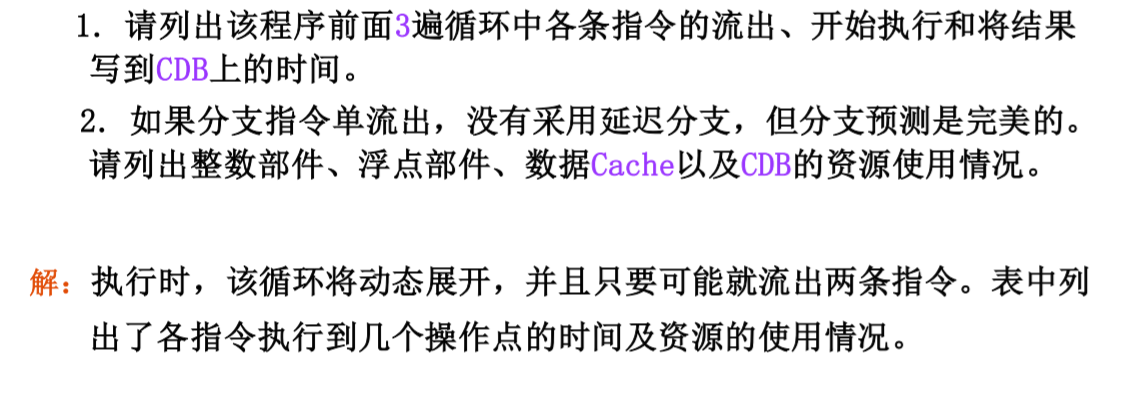 1. 请列出该程序前面3遍循环中各条指令的流出、开始执行和将结果
写到CDB上的时间。
2. 如果分支指令单流出，没有采用延迟分支，但分支预测是完美的。
请列出整数部件、浮点部件、数据Cache以及CDB的资源使用情况。
解：执行时，该循环将动态展开，并且只要可能就流出两条指令。表中列
出了各指令执行到几个操作点的时间及资源的使用情况。